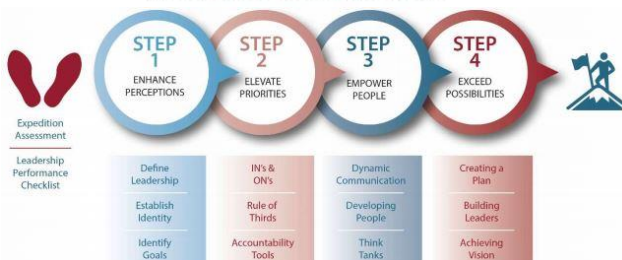 STEP
1
ENHANCE
PERCEPTIONS
STEP
2
ELEVATE
PRIORITIES
STEP
3
EMPOWER
PEOPLE
STEP
4
EXCEED
POSSIBILITIES
Expedition
Assessment
Leadership
Performance
Checklist
Define
Leadership
Establish
Identity
Identify
Goals
IN's &
ON's
Rule of
Thirds
Accountability
Tools
Dynamic
Communication
Developing
People
Think
Tanks
Creating a
Plan
Building
Leaders
Achieving
Vision